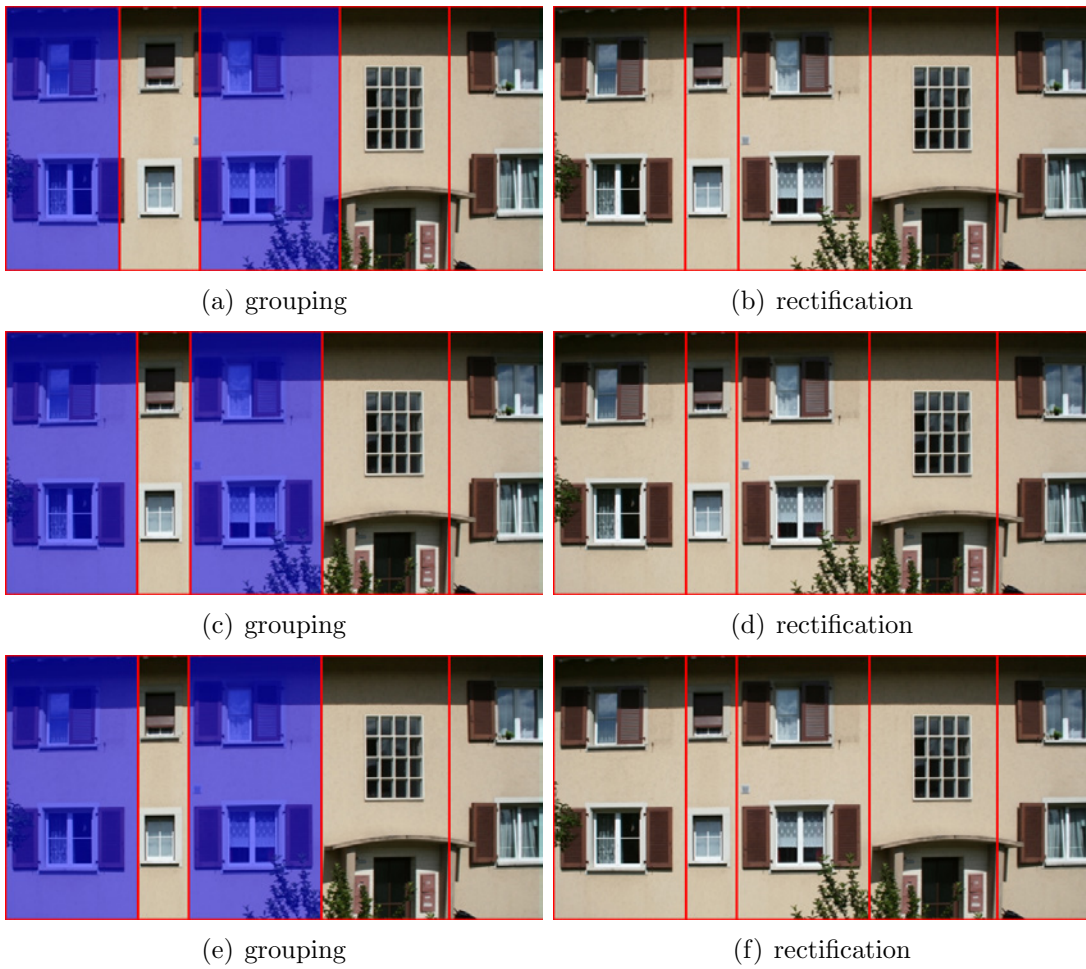 (a) grouping
(b) rectification
(c) grouping
(d) rectification
(e) grouping
(f) rectification